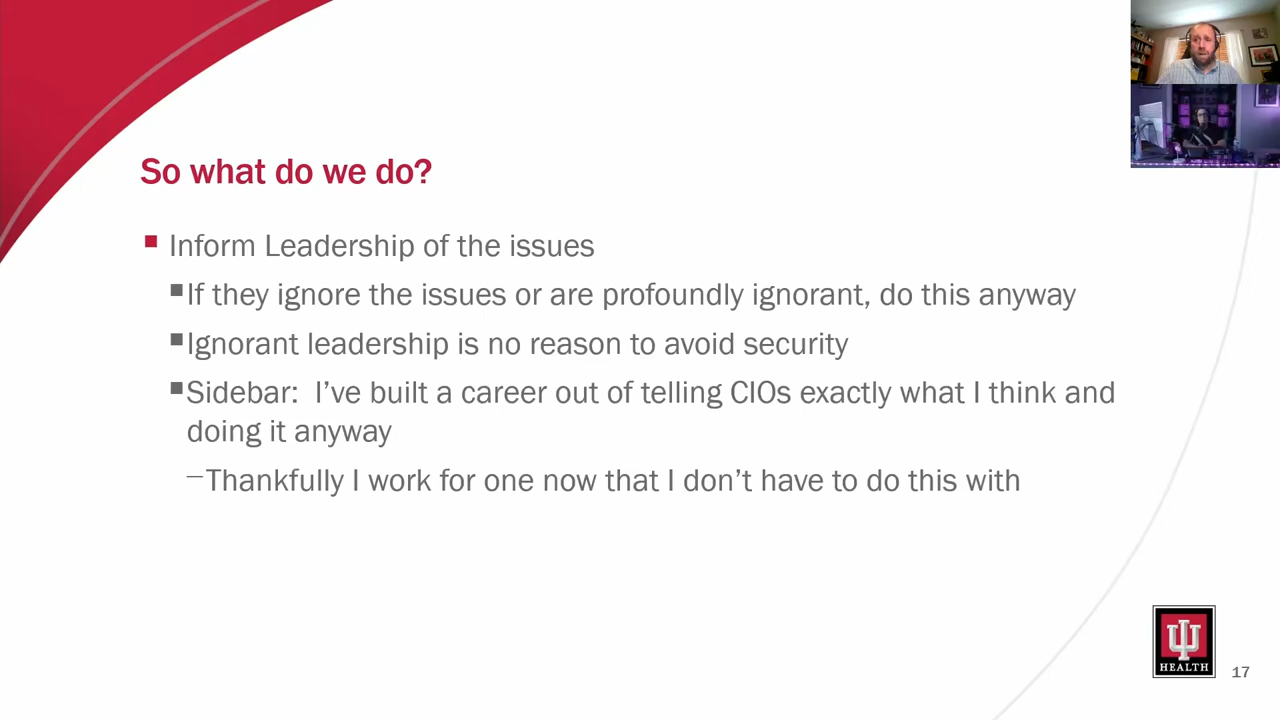 So what do we do?
Inform Leadership of the issues
If they ignore the issues or are profoundly ignorant, do this anyway
Ignorant leadership is no reason to avoid security
Sidebar:  I’ve built a career out of telling CIOs exactly what I think and
doing it anyway
–Thankfully I work for one now that I don’t have to do this with
HEALTH
17